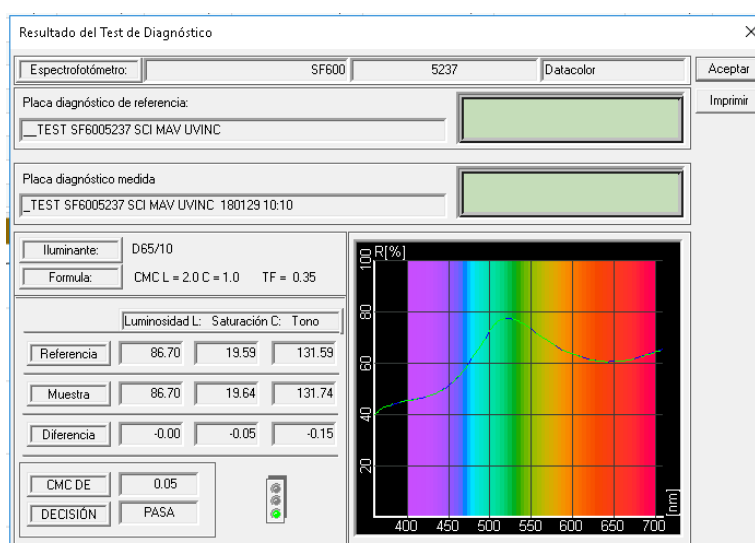 Resultado del Test de Diagnóstico
Espectrofotómetro: SF600 5237 Datacolor Aceptar
Imprimir
Placa diagnóstico de referencia:
__TEST SF6005237 SCI MAV UVINC
Placa diagnóstico medida
_TEST SF6005237 SCI MAV UVINC 180129 10:10
Iluminante: D65/10
Formula: CMC L = 2.0 C = 1.0 TF = 0.35
Luminosidad L: Saturación C: Tono
Referencia 86.70 19.59 131.59
Muestra 86.70 19.64 131.74
Diferencia -0.00 -0.05 -0.15
CMC DE 0.05
DECISIÓN PASA
R[%]
100
80
60
40
20
400 450 500 550 600 650 700
[nm]